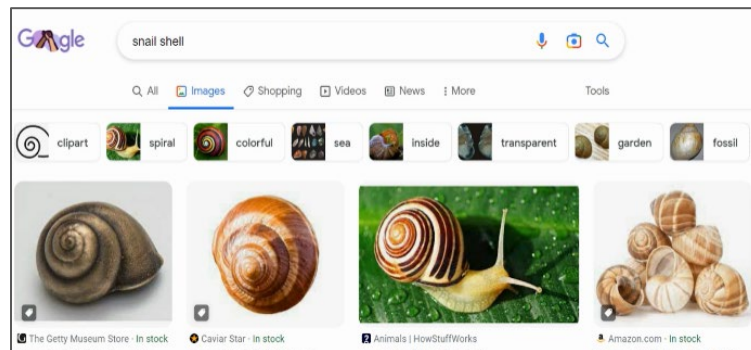 Google
snail shell
All Images Shopping Videos News More Tools
clipart spiral colorful sea inside transparent garden fossil
The Getty Museum Store · In stock Caviar Star · In stock Animals | HowStuffWorks Amazon.com · In stock